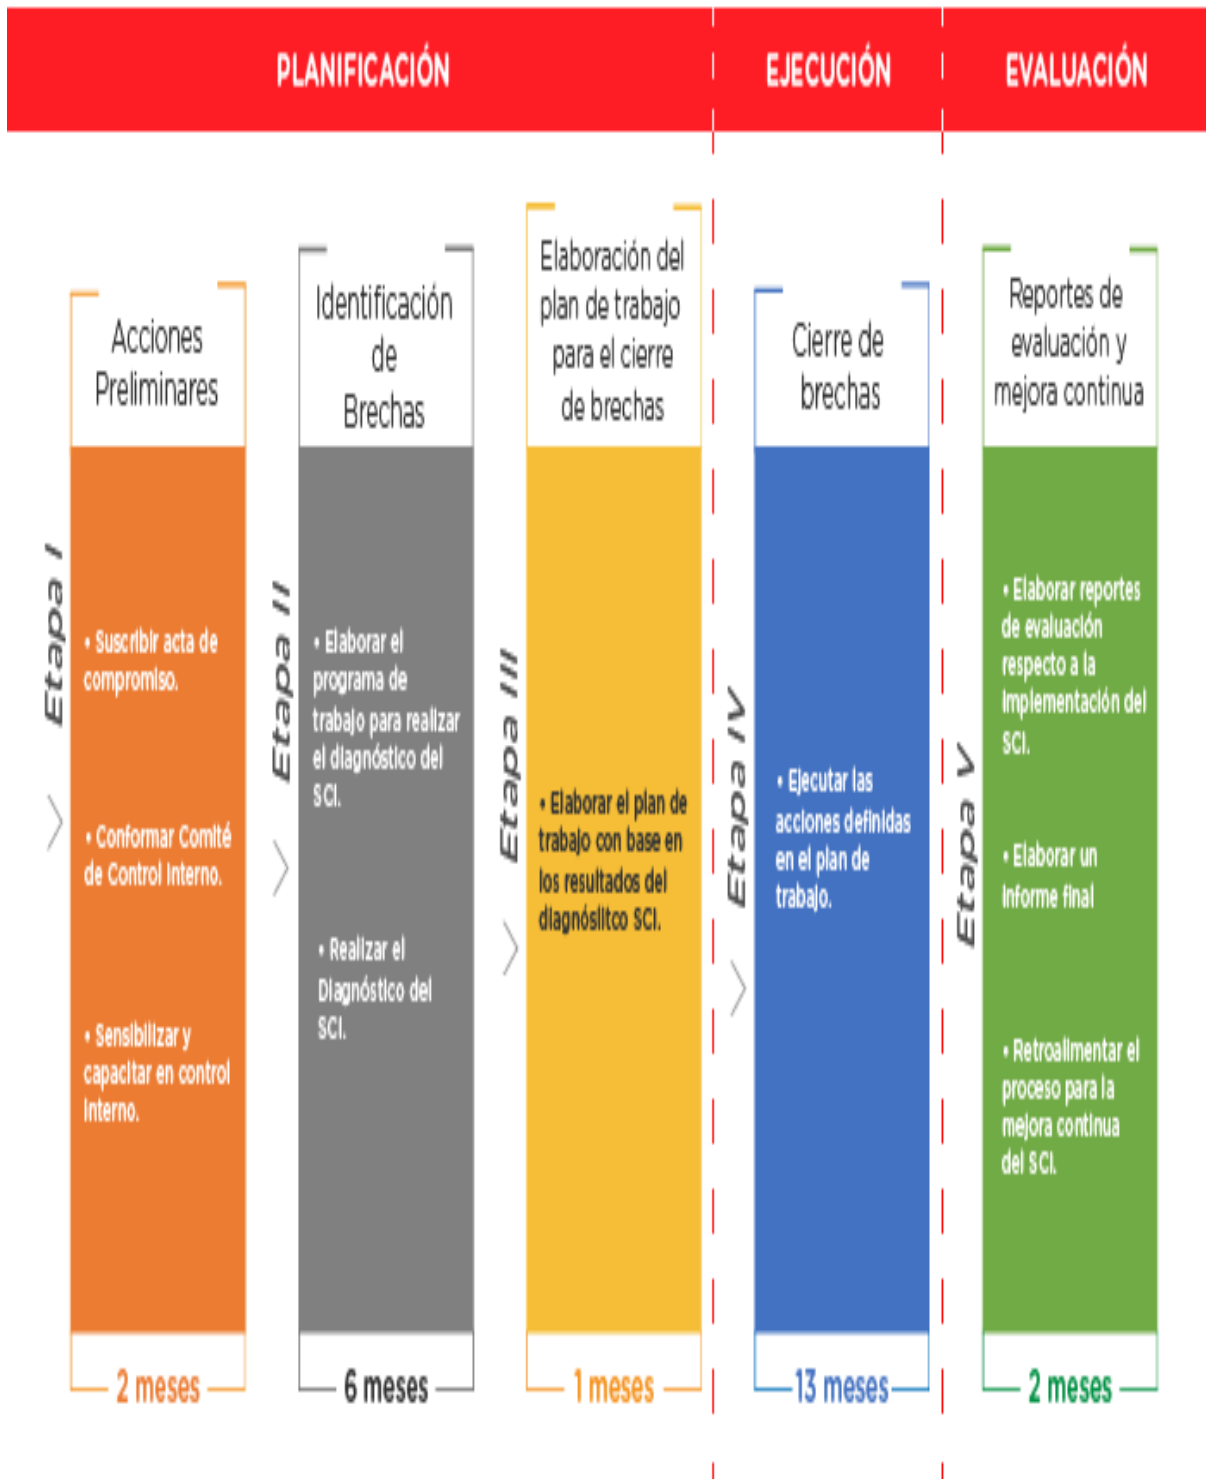 PLANIFICACIÓN
EJECUCIÓN
EVALUACIÓN
Etapa I
Acciones
Preliminares
• Suscribir acta de
compromiso.
• Conformar Comité
de Control Interno.
• Sensibilizar y
capacitar en control
Interno.
2 meses
Etapa II
Identificación
de
Brechas
• Elaborar el
programa de
trabajo para realizar
el diagnóstico del
SCI.
• Realizar el
Diagnóstico del
SCI.
6 meses
Etapa III
Elaboración del
plan de trabajo
para el cierre
de brechas
• Elaborar el plan de
trabajo con base en
los resultados del
diagnósiitco SCI.
1 meses
Etapa IV
Cierre de
brechas
• Ejecutar las
acciones definidas
en el plan de
trabajo.
13 meses
Etapa V
Reportes de
evaluación y
mejora continua
• Elaborar reportes
de evaluación
respecto a la
Implementación del
SCI.
• Elaborar un
Informe final
• Retroalimentar el
proceso para la
mejora continua
del SCI.
2 meses